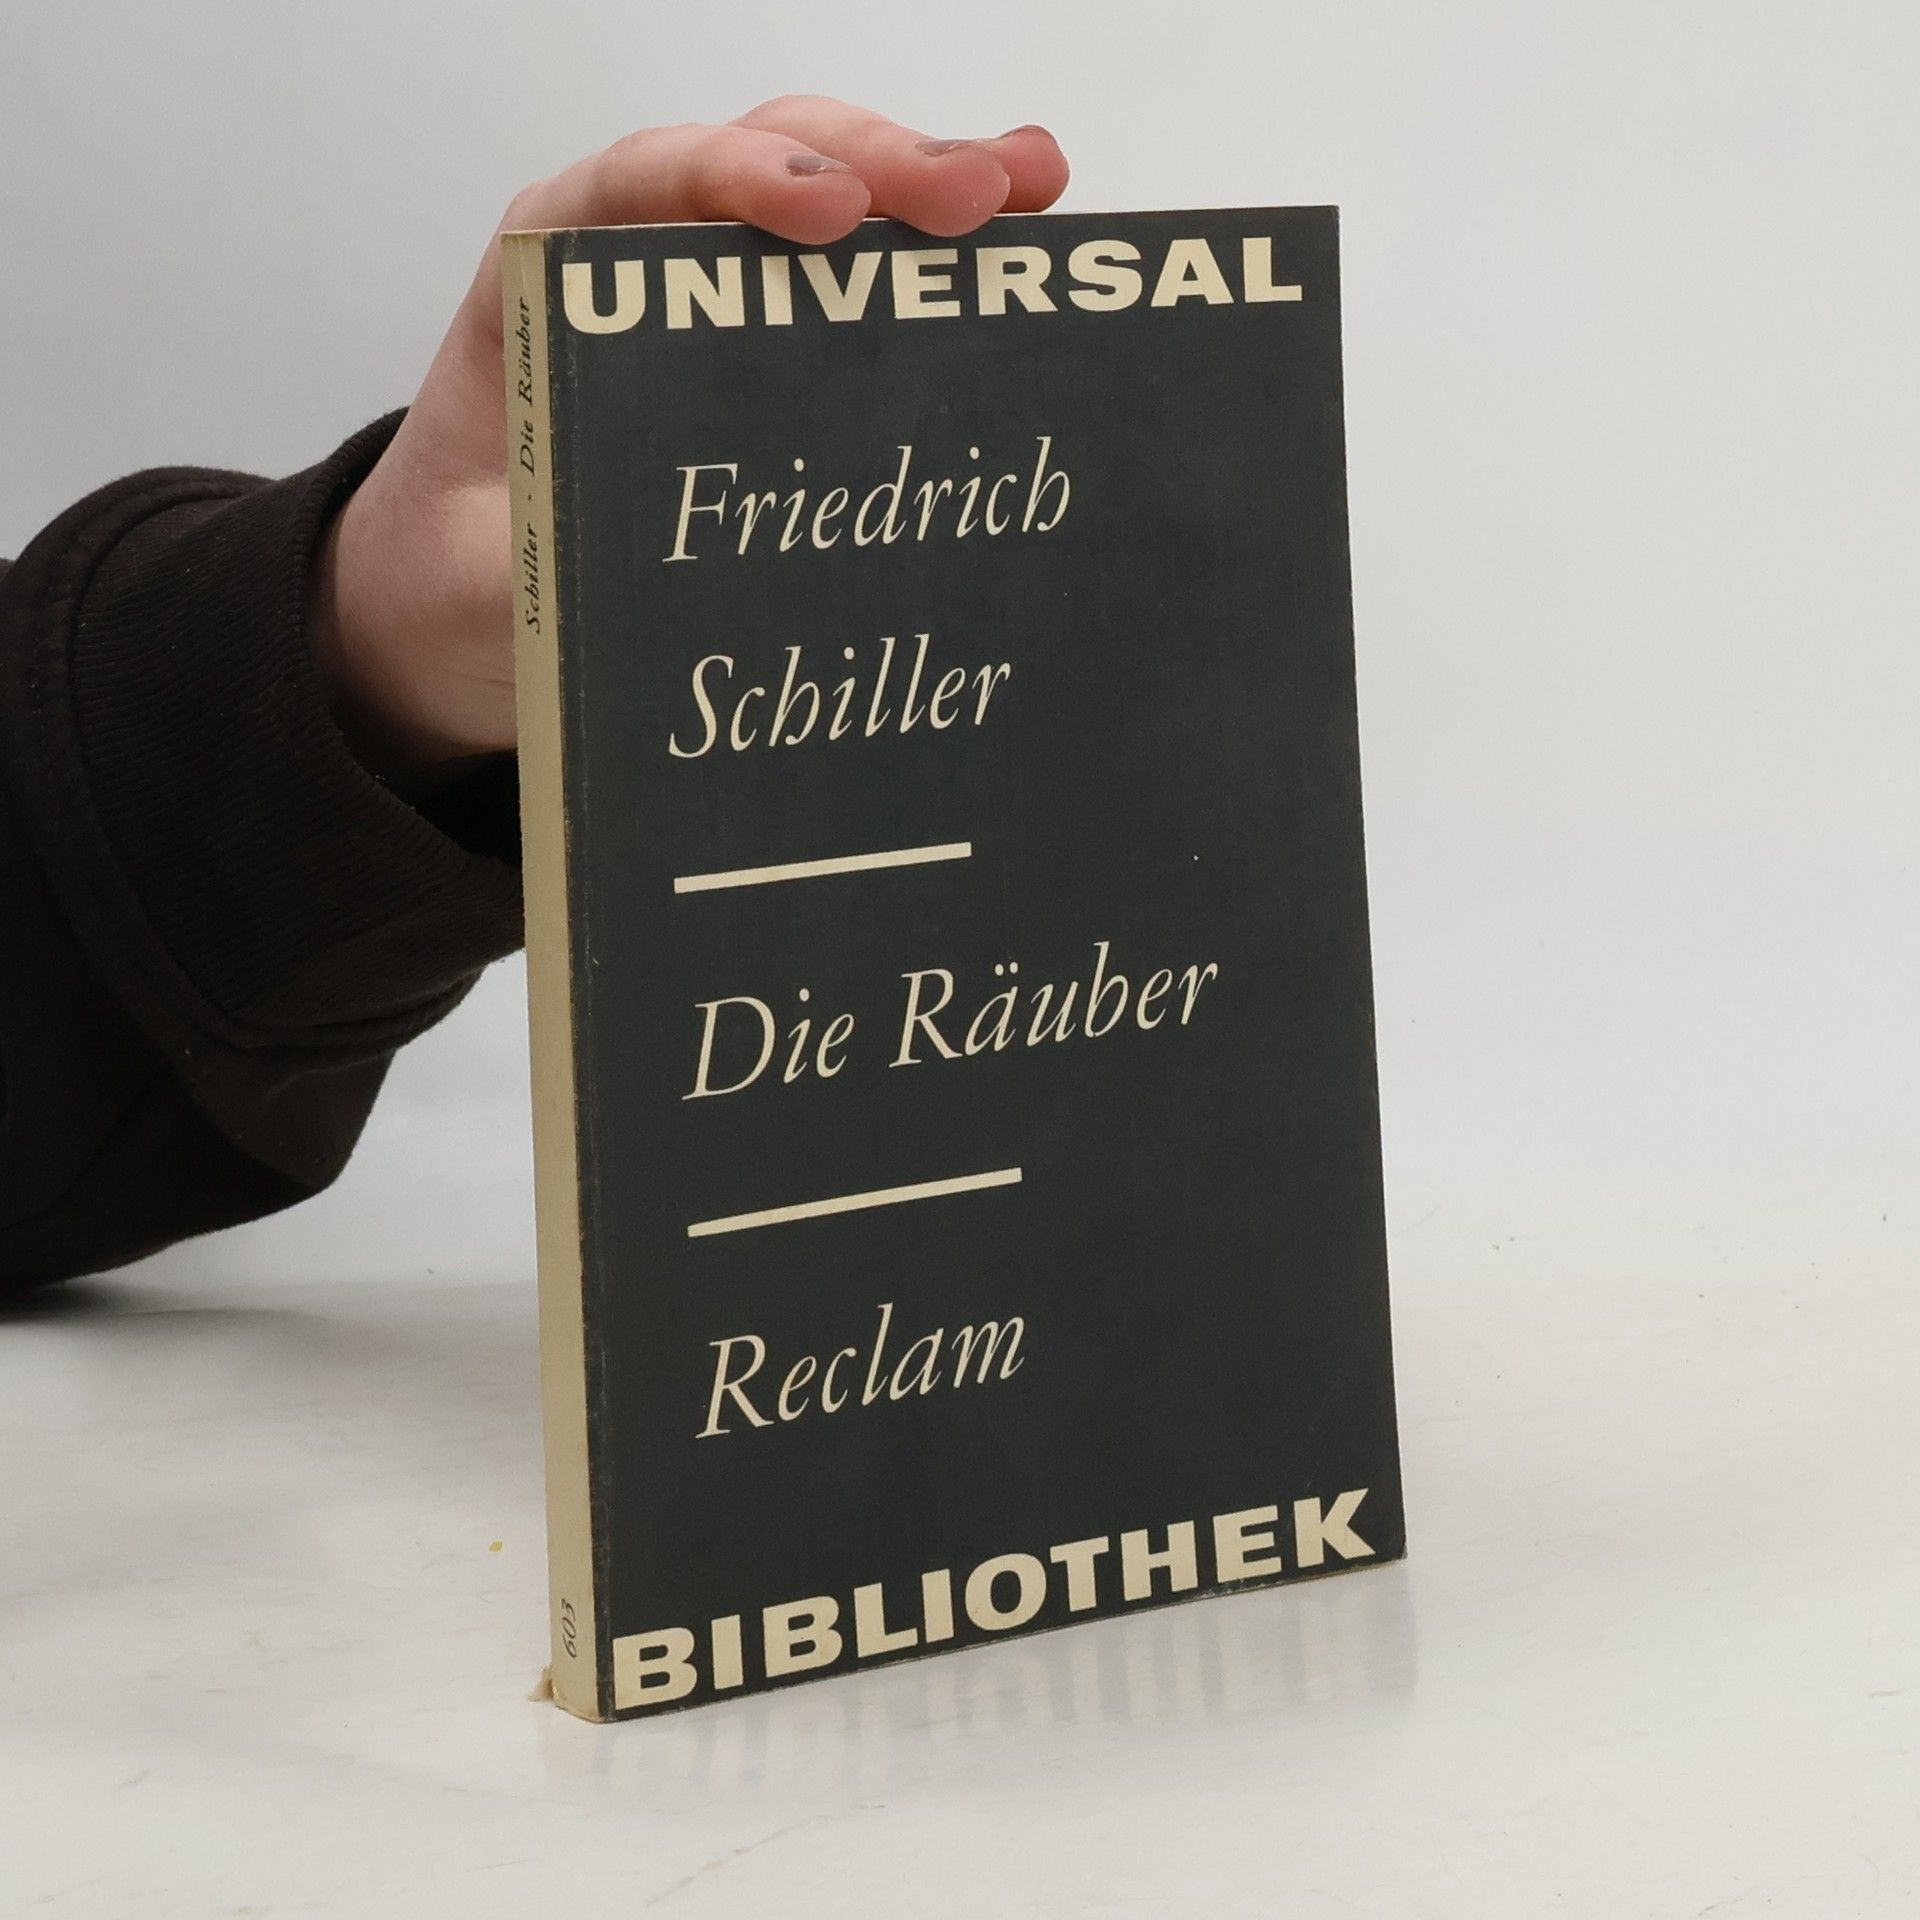 UNIVERSAL
Friedrich
Schiller
Die Räuber
Reclam
BIBLIOTHEK
Schiller · Die Räuber
603